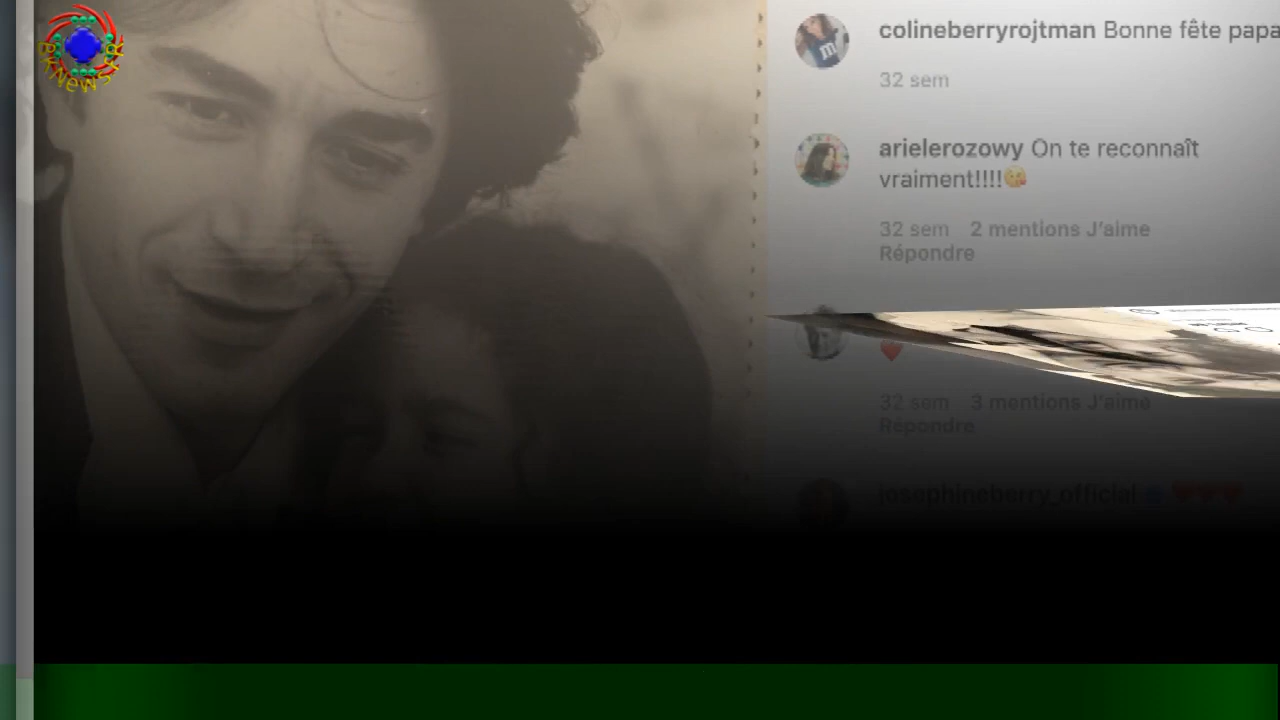 ByNewsFR
colineberryrojtman Bonne fête papa
32 sem
arielerozowy On te reconnaît
vraiment!!!!😘
32 sem 2 mentions J'aime
Répondre
❤️
32 sem 3 mentions J'aime
Répondre
josephineberry_official